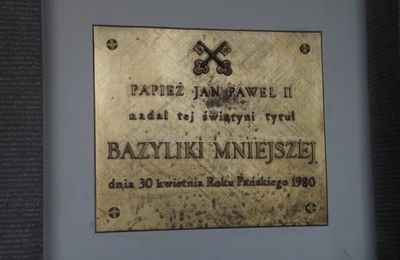 PAPIEŻ JAN PAWEŁ II
nadał tej świątyni tytuł
BAZYLIKI MNIEJSZEJ
dnia 30 kwietnia Roku Pańskiego 1980